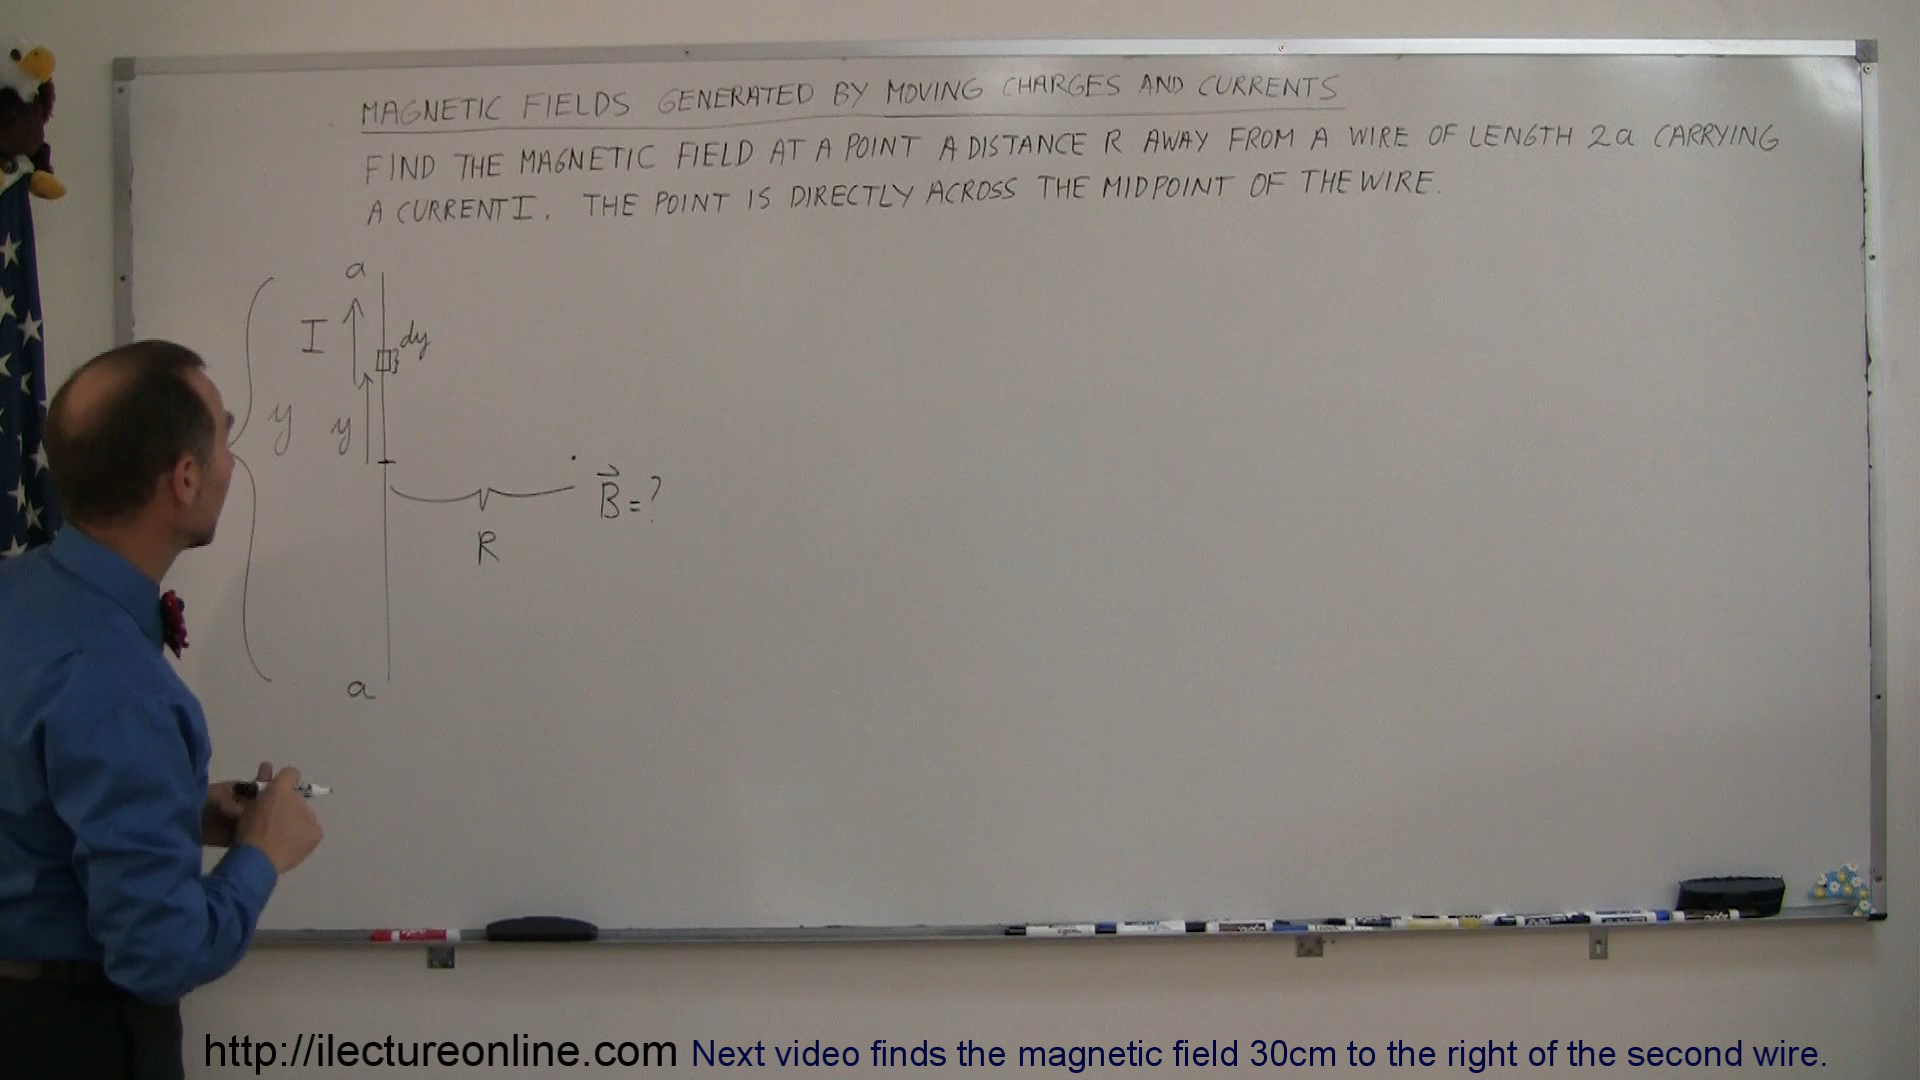 MAGNETIC FIELDS GENERATED BY MOVING CHARGES AND CURRENTS
FIND THE MAGNETIC FIELD AT A POINT A DISTANCE R AWAY FROM A WIRE OF LENGTH 2a CARRYING
A CURRENT I. THE POINT IS DIRECTLY ACROSS THE MIDPOINT OF THE WIRE.
a
I
dy
y
y
B=?
R
a
http://ilectureonline.com Next video finds the magnetic field 30cm to the right of the second wire.